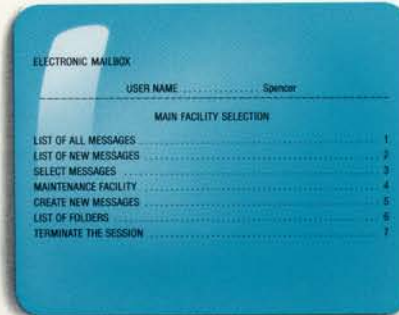 ELECTRONIC MAILBOX
USER NAME .............. Spencer
MAIN FACILITY SELECTION
LIST OF ALL MESSAGES ........................ 1
LIST OF NEW MESSAGES ........................ 2
SELECT MESSAGES ........................ 3
MAINTENANCE FACILITY ........................ 4
CREATE NEW MESSAGES ........................ 5
LIST OF FOLDERS ........................ 6
TERMINATE THE SESSION ........................ 7